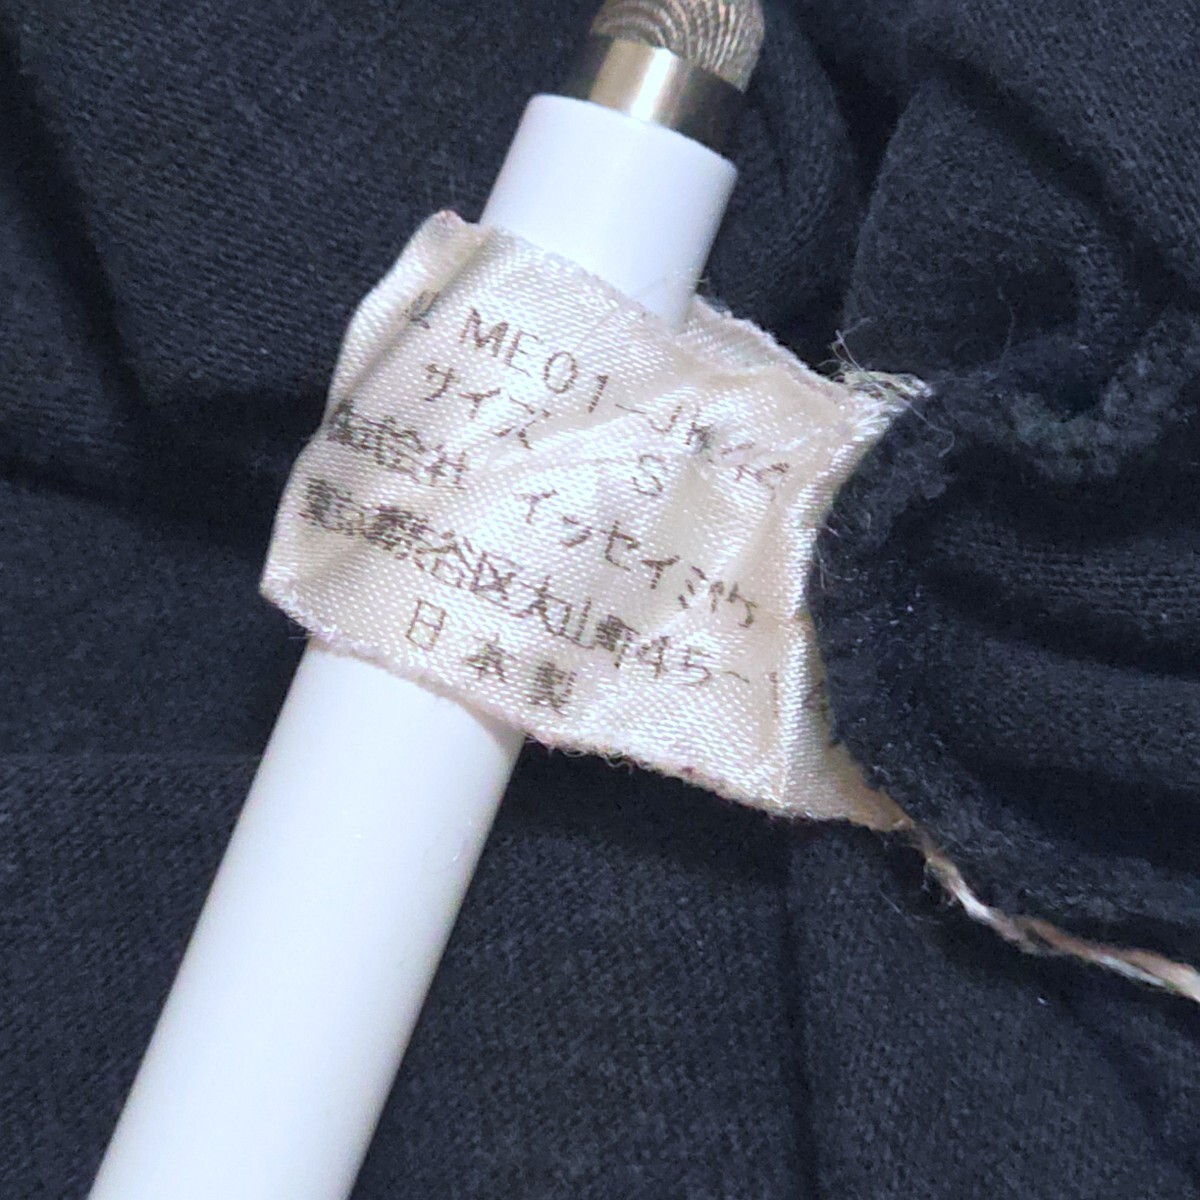 ME01-JK
サイズ S
株式会社 イッセイミヤケ
東京都渋谷区大山町45-1
日本製